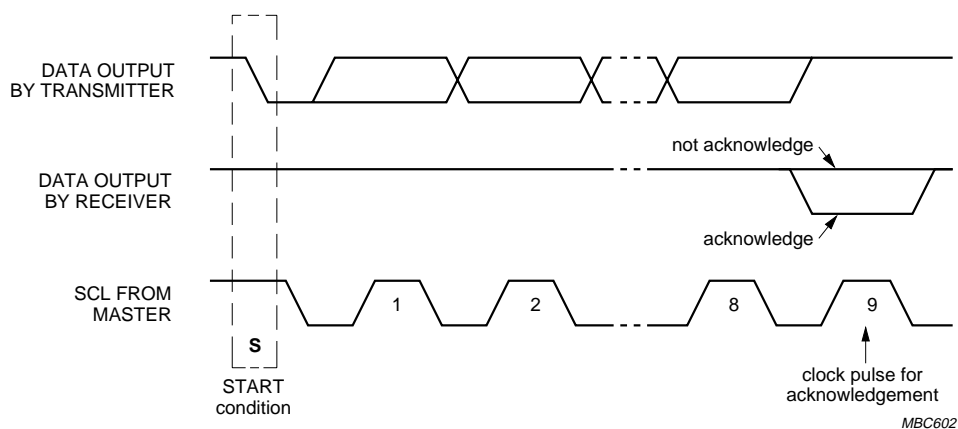 DATA OUTPUT
BY TRANSMITTER
not acknowledge
DATA OUTPUT
BY RECEIVER
acknowledge
SCL FROM
MASTER
1
2
8
9
S
START
condition
clock pulse for
acknowledgement
MBC602